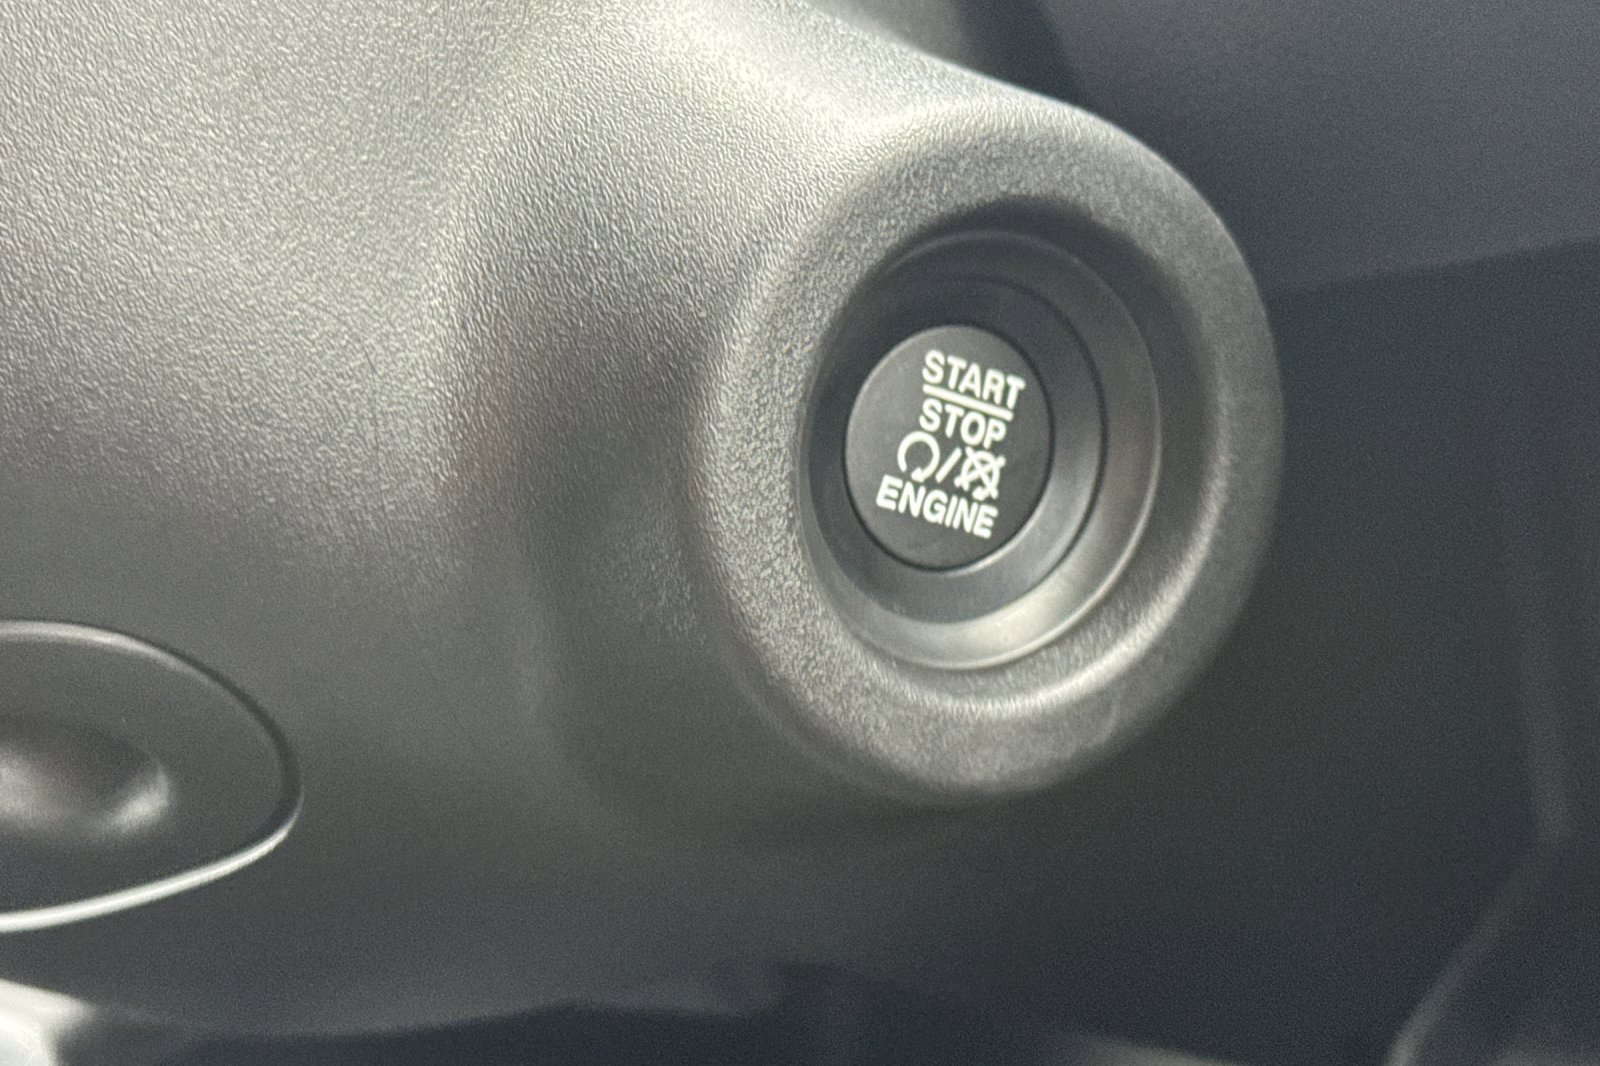 START
STOP
/
ENGINE